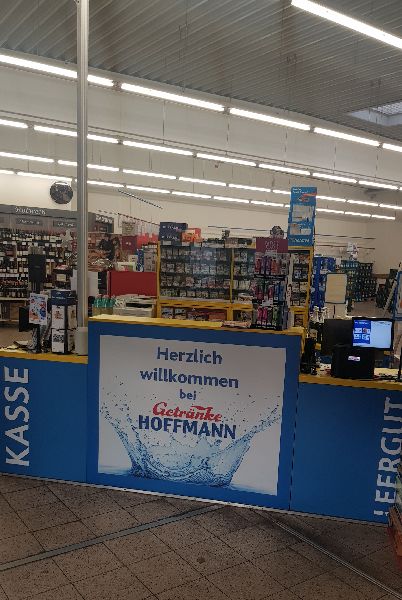 Herzlich
willkommen
bei
Getränke
HOFFMANN
KASSE
LEERGUT